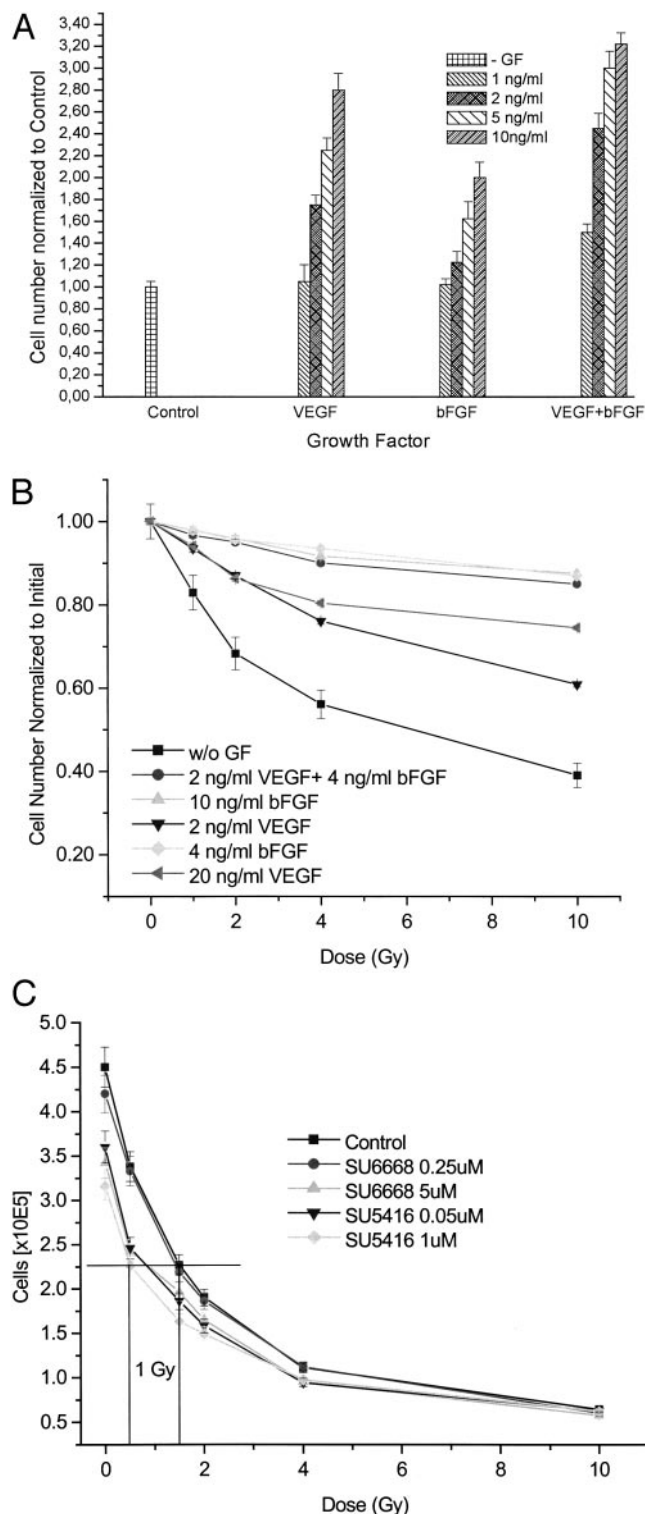 A
Cell number normalized to Control
3,40
3,20
3,00
2,80
2,60
2,40
2,20
2,00
1,80
1,60
1,40
1,20
1,00
0,80
0,60
0,40
0,20
0,00
- GF
1 ng/ml
2 ng/ml
5 ng/ml
10ng/ml
Control
VEGF
bFGF
VEGF+bFGF
Growth Factor
B
Cell Number Normalized to Initial
1.00
0.80
0.60
0.40
0.20
w/o GF
2 ng/ml VEGF+ 4 ng/ml bFGF
10 ng/ml bFGF
2 ng/ml VEGF
4 ng/ml bFGF
20 ng/ml VEGF
0 2 4 6 8 10
Dose (Gy)
C
Cells [x10E5]
5.0
4.5
4.0
3.5
3.0
2.5
2.0
1.5
1.0
0.5
Control
SU6668 0.25uM
SU6668 5uM
SU5416 0.05uM
SU5416 1uM
1 Gy
0 2 4 6 8 10
Dose (Gy)